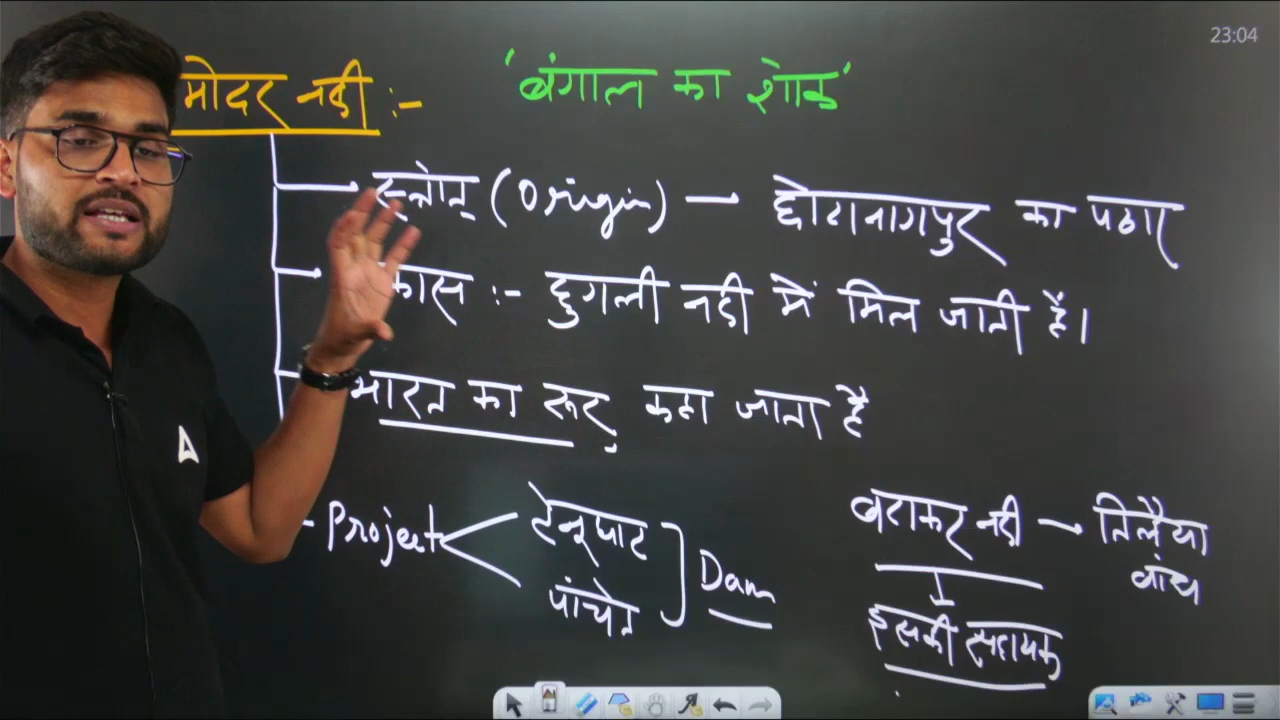 23:04
मोदर नदी :-
'बंगाल का शोक'
स्त्रोत् (Origin) — छोटानागपुर का पठार
कास :- हुगली नदी में मिल जाती है।
भारत का रूर् कहा जाता है
Project
तेनूघाट
पांचेत
Dam
बराकर नदी → तिलैया
बांध
इसकी सहायक